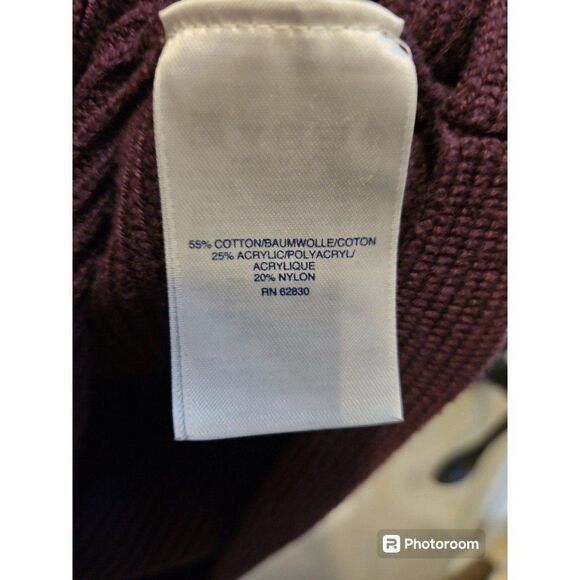 55% COTTON/BAUMWOLLE/COTON
25% ACRYLIC/POLYACRYL/
ACRYLIQUE
20% NYLON
RN 62830
R Photoroom